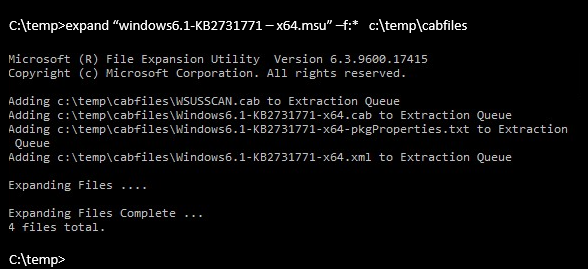 C:\temp>expand “windows6.1-KB2731771 – x64.msu” –f:* c:\temp\cabfiles
Microsoft (R) File Expansion Utility Version 6.3.9600.17415
Copyright (c) Microsoft Corporation. All rights reserved.
Adding c:\temp\cabfiles\WSUSSCAN.cab to Extraction Queue
Adding c:\temp\cabfiles\Windows6.1-KB2731771-x64.cab to Extraction Queue
Adding c:\temp\cabfiles\Windows6.1-KB2731771-x64-pkgProperties.txt to Extraction
Queue
Adding c:\temp\cabfiles\Windows6.1-KB2731771-x64.xml to Extraction Queue
Expanding Files ....
Expanding Files Complete ...
4 files total.
C:\temp>